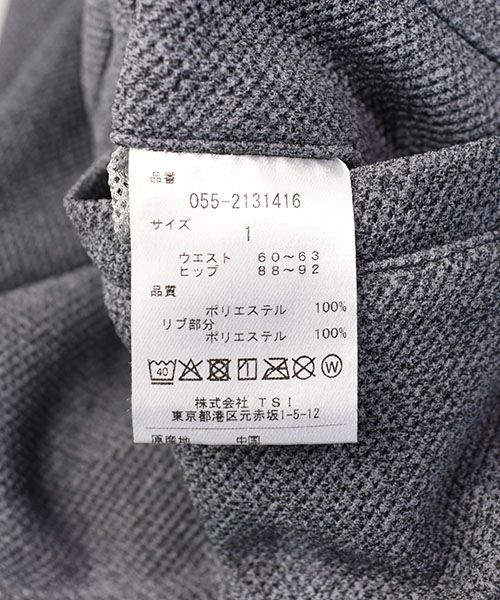 品番
055-2131416
サイズ
1
ウエスト 60～63
ヒップ 88～92
品質
ポリエステル 100%
リブ部分
ポリエステル 100%
40 W
株式会社 TSI
東京都港区元赤坂1-5-12
原産地 中国